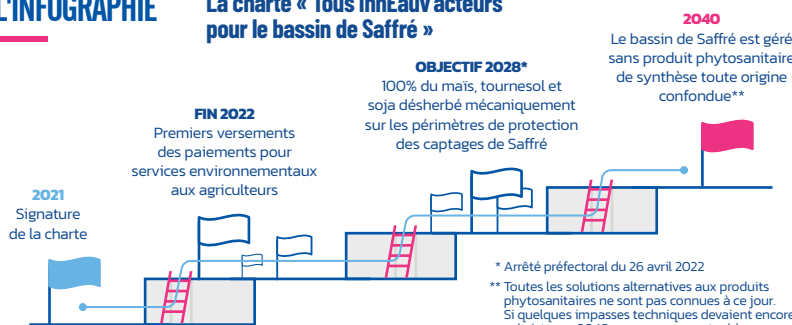 L'INFOGRAPHIE
La charte « Tous innEauv'acteurs
pour le bassin de Saffré »
2021
Signature
de la charte
FIN 2022
Premiers versements
des paiements pour
services environnementaux
aux agriculteurs
OBJECTIF 2028*
100% du maïs, tournesol et
soja désherbé mécaniquement
sur les périmètres de protection
des captages de Saffré
2040
Le bassin de Saffré est géré
sans produit phytosanitaire
de synthèse toute origine
confondue**
* Arrêté préfectoral du 26 avril 2022
** Toutes les solutions alternatives aux produits
phytosanitaires ne sont pas connues à ce jour.
Si quelques impasses techniques devaient encore